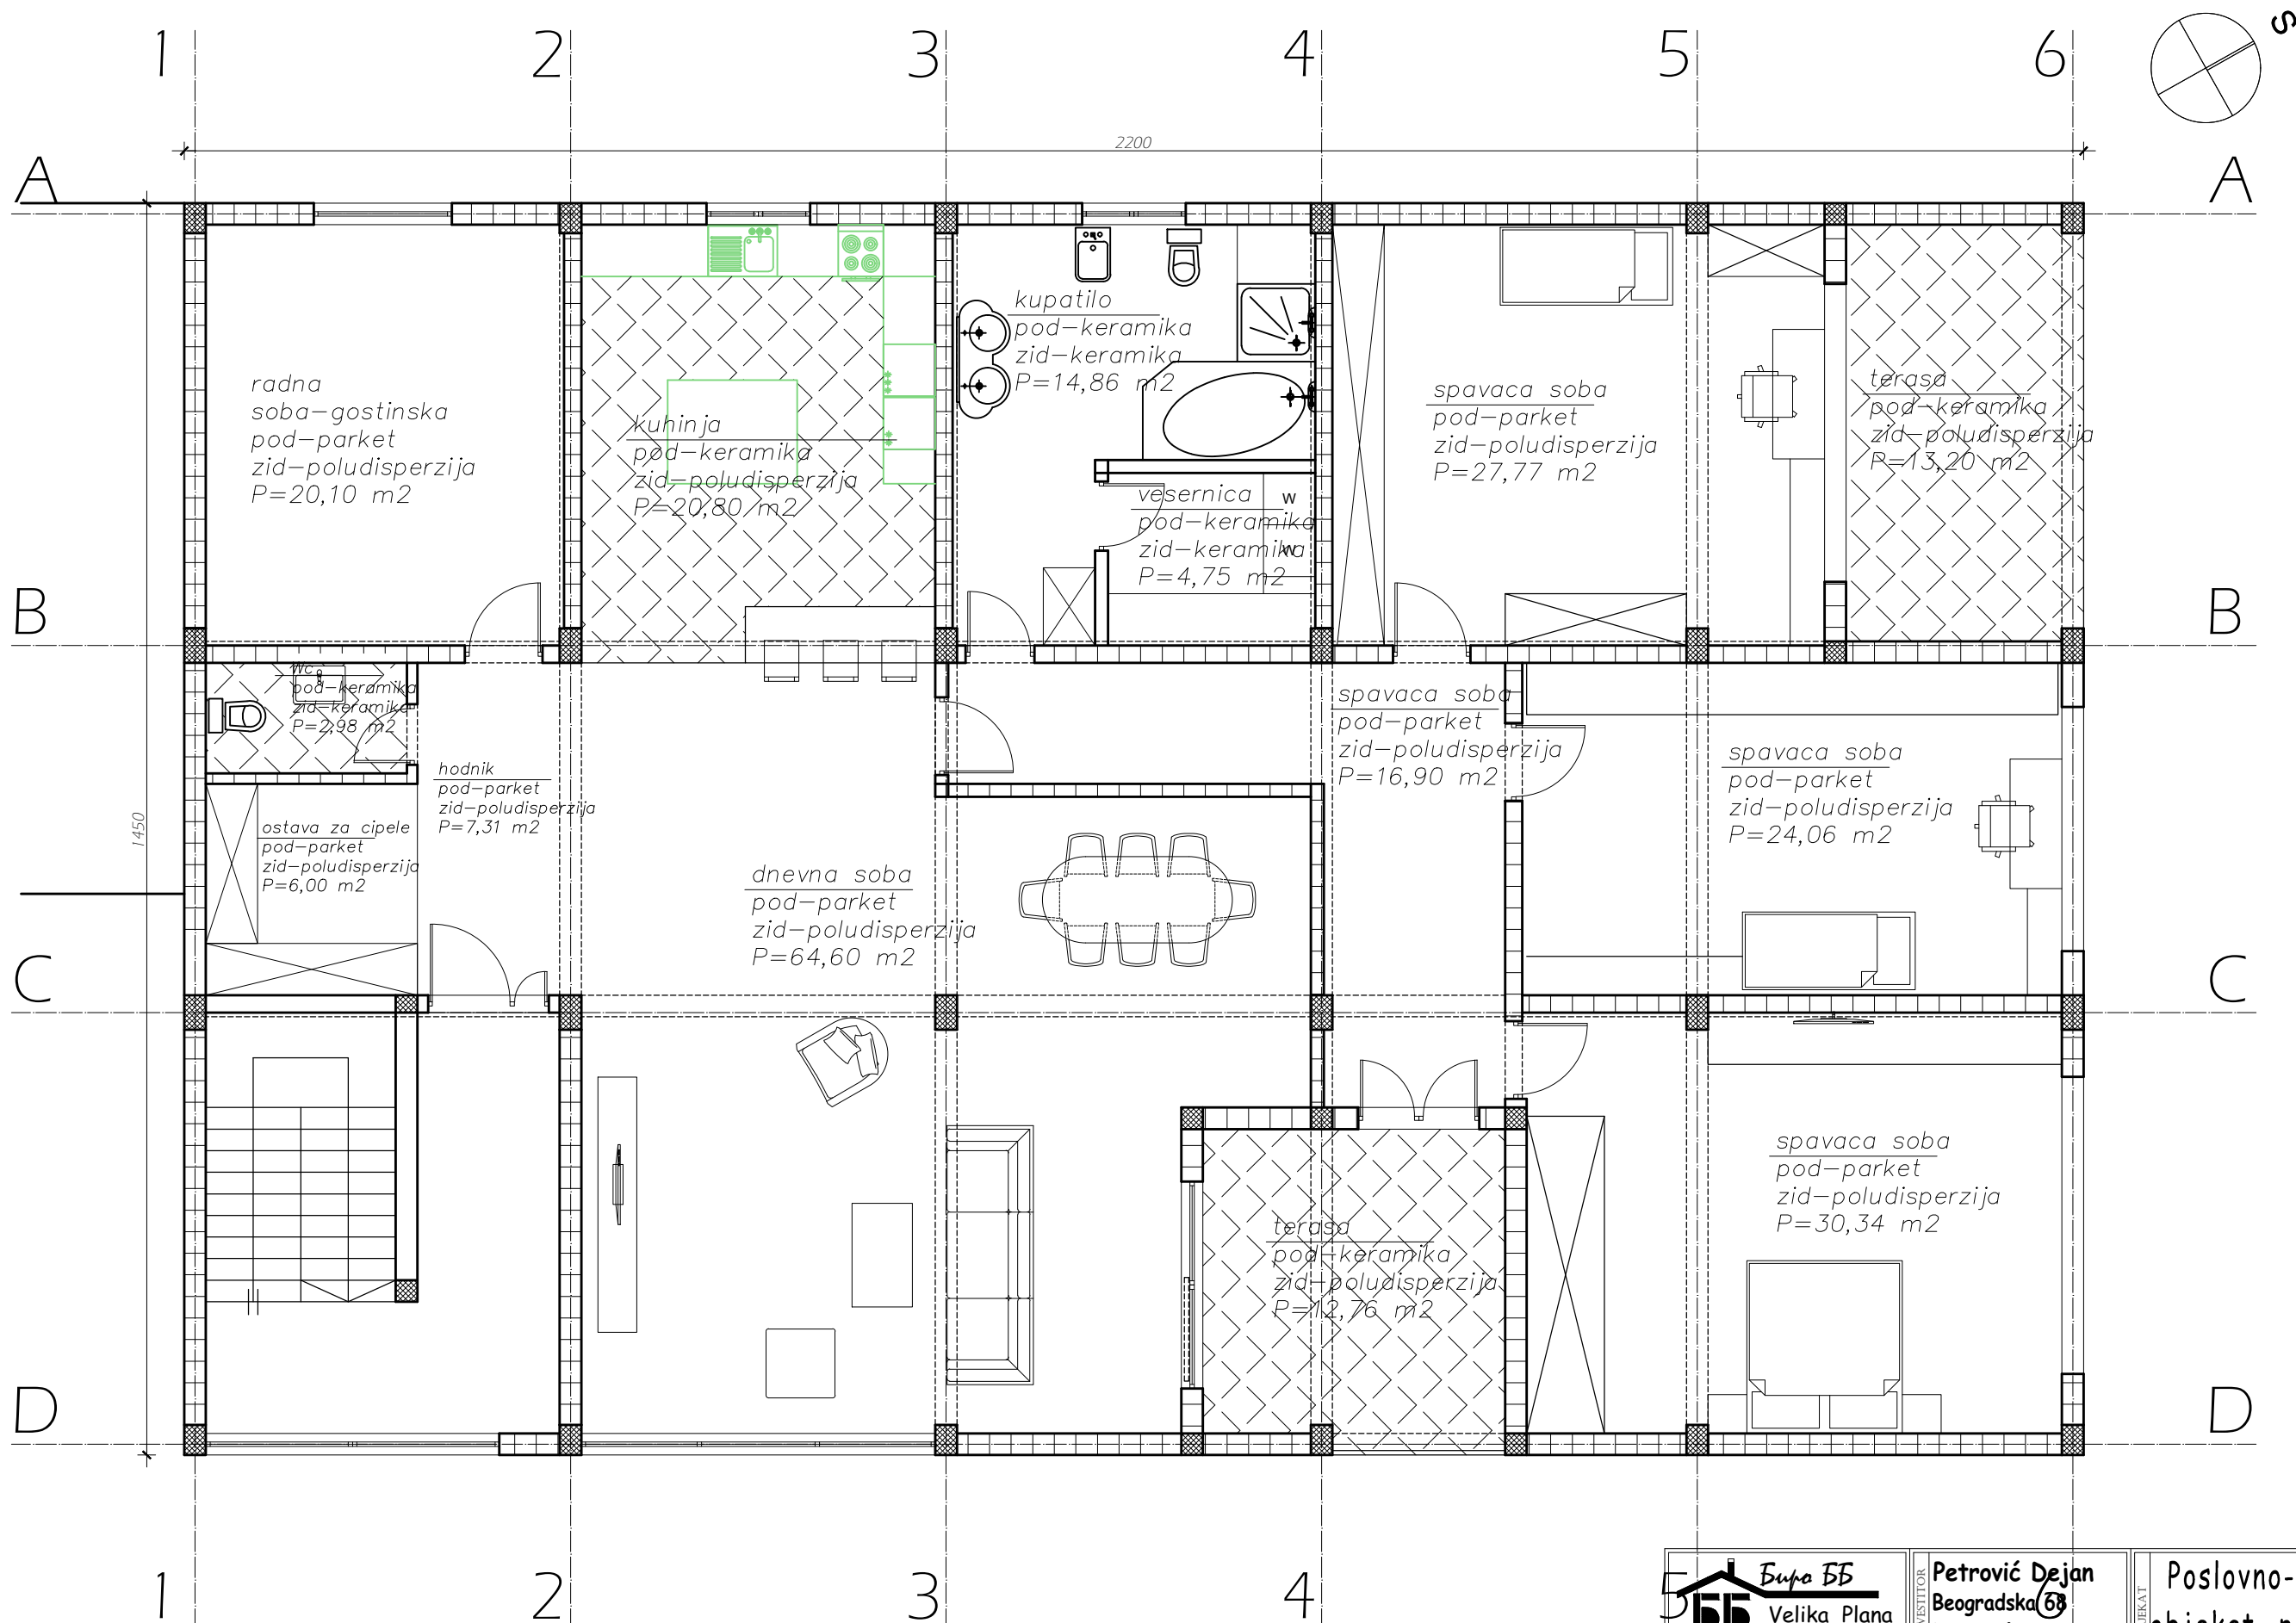 1 2 3 4 5 6
S
2200
A A
kupatilo
pod-keramika
zid-keramika
P=14,86 m2
radna
soba-gostinska
pod-parket
zid-poludisperzija
P=20,10 m2
kuhinja
pod-keramika
zid-poludisperzija
P=20,80 m2
spavaca soba
pod-parket
zid-poludisperzija
P=27,77 m2
terasa
pod-keramika
zid-poludisperzija
P=13,20 m2
vesernica
pod-keramika
zid-keramika
P=4,75 m2
W
W
B B
Wc
pod-keramika
zid-keramika
P=2,98 m2
spavaca soba
pod-parket
zid-poludisperzija
P=16,90 m2
spavaca soba
pod-parket
zid-poludisperzija
P=24,06 m2
hodnik
pod-parket
zid-poludisperzija
P=7,31 m2
1450
ostava za cipele
pod-parket
zid-poludisperzija
P=6,00 m2
dnevna soba
pod-parket
zid-poludisperzija
P=64,60 m2
C C
spavaca soba
pod-parket
zid-poludisperzija
P=30,34 m2
terasa
pod-keramika
zid-poludisperzija
P=12,76 m2
D D
1 2 3 4 5 6
Биро ББ
Velika Plana
Petrović Dejan
Beogradska 68
Poslovno-